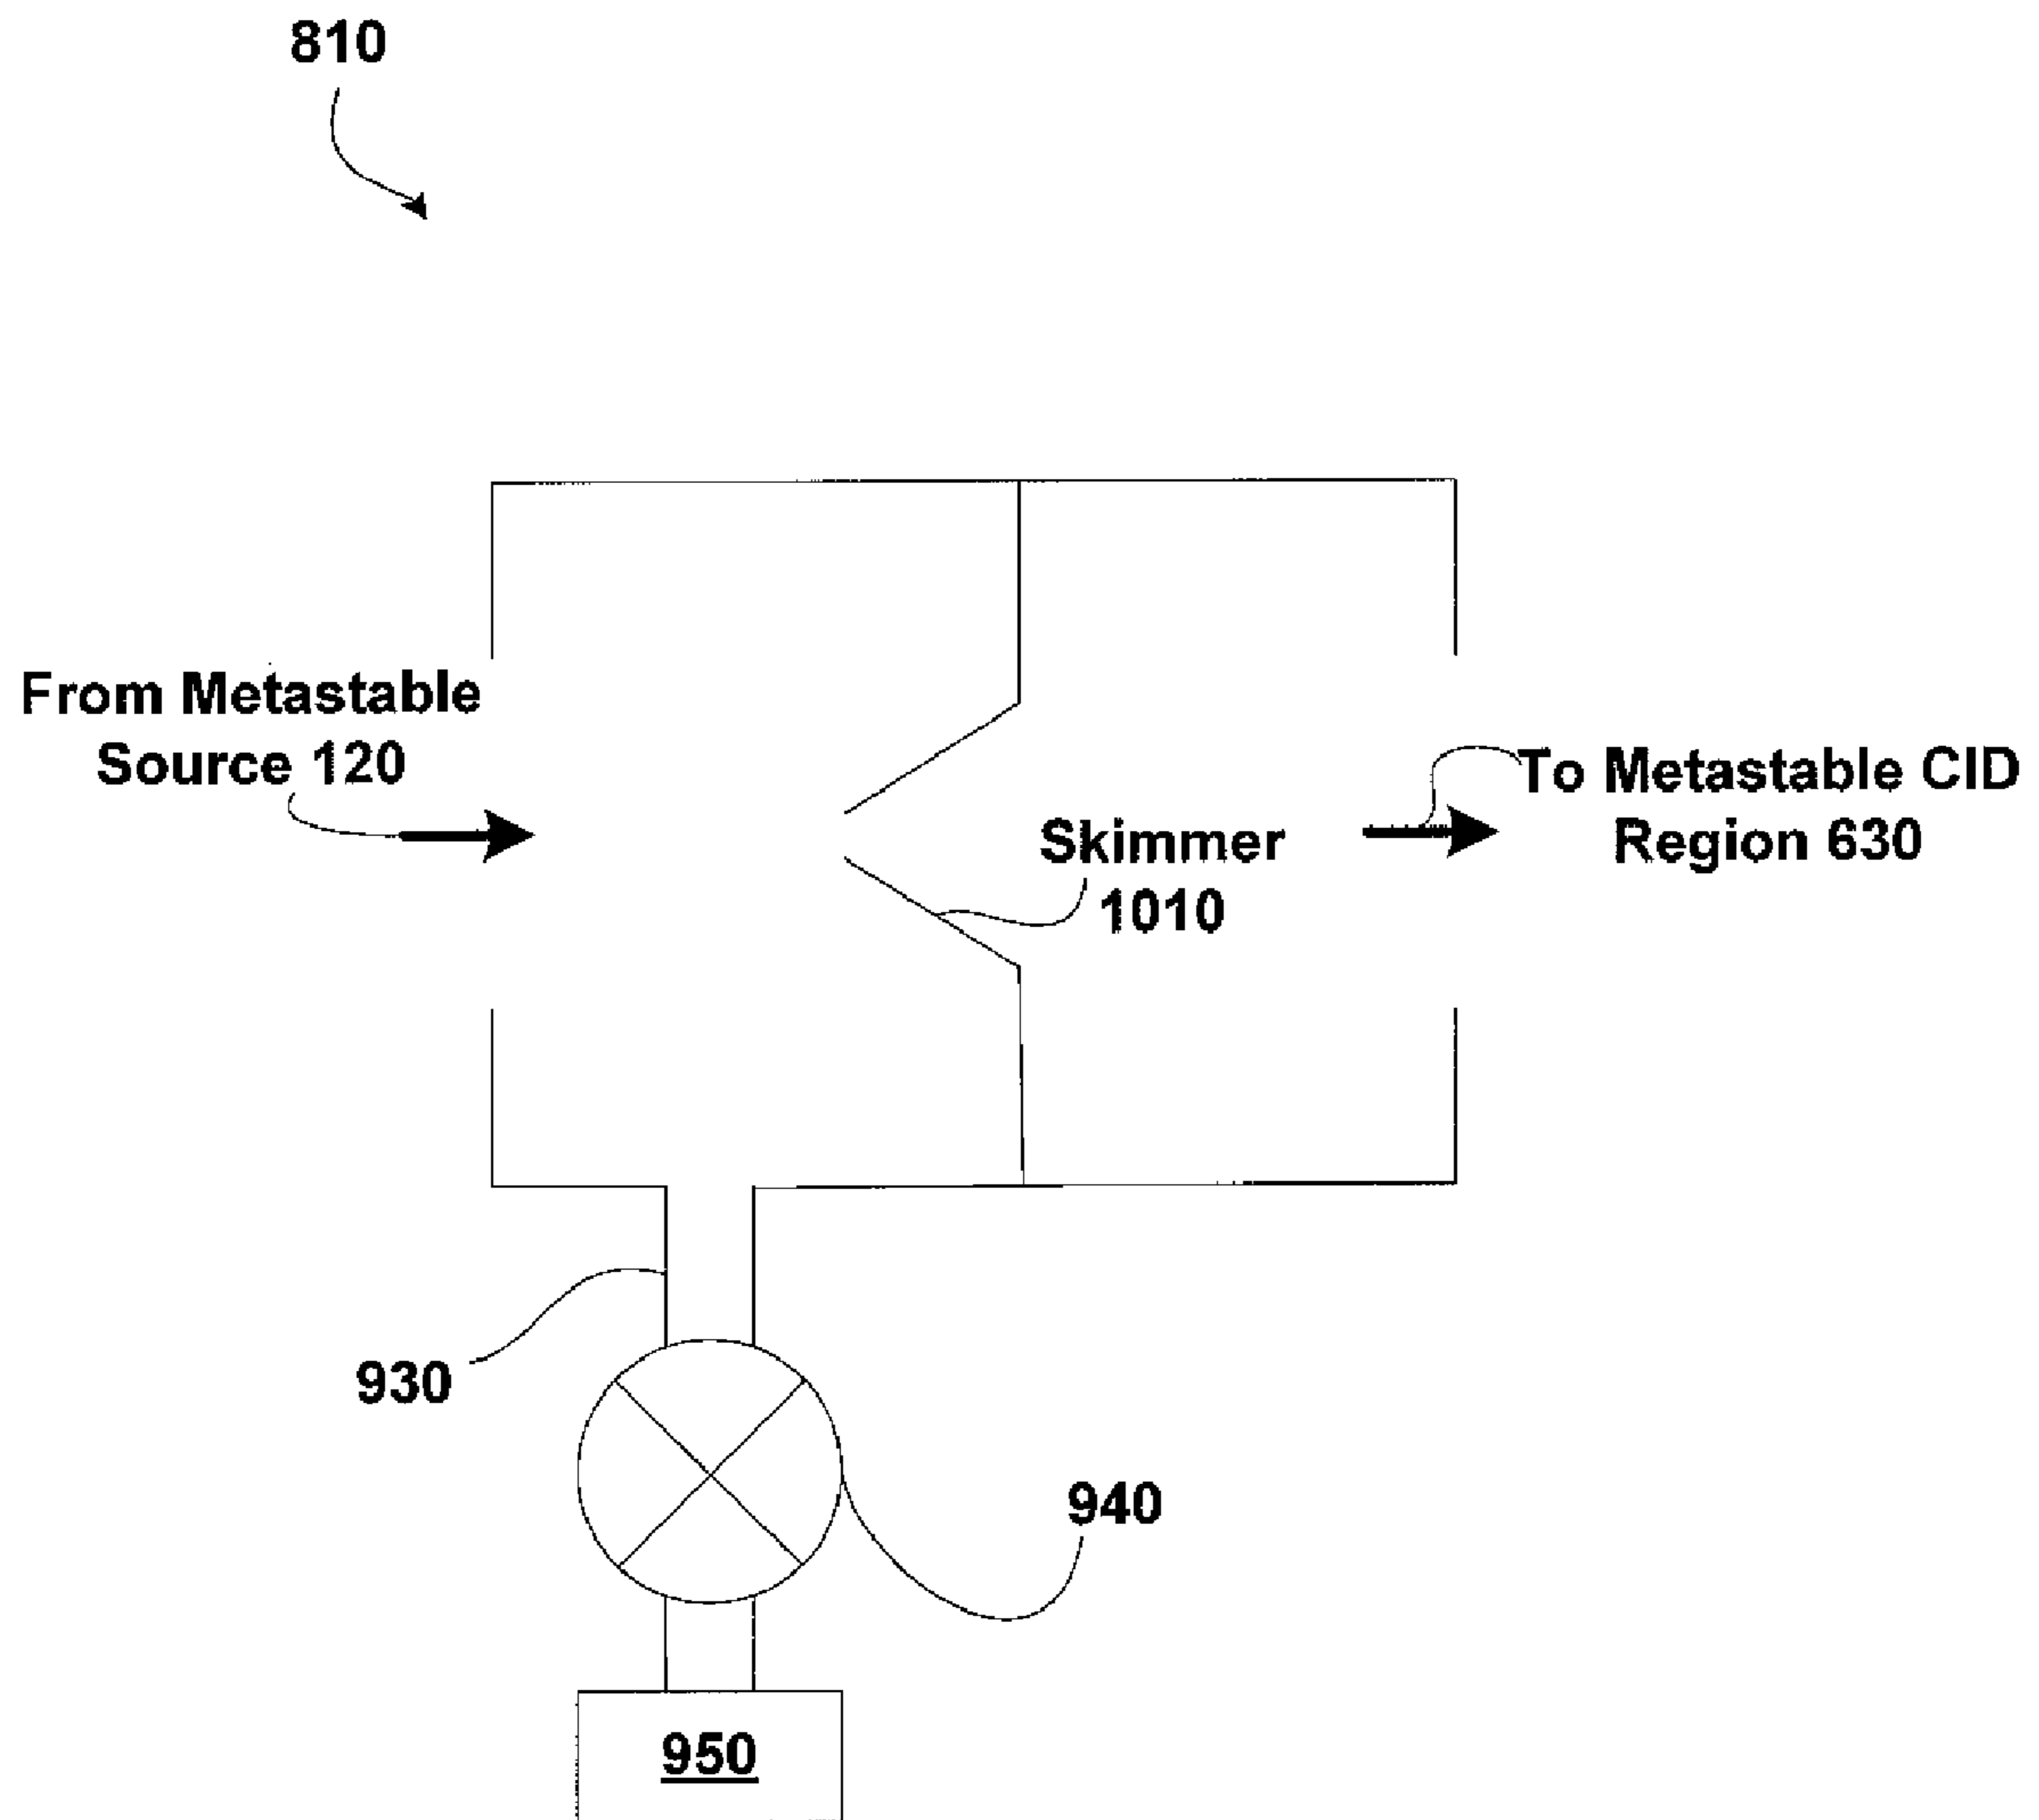 810
From Metastable
Source 120
To Metastable CID
Region 630
Skimmer
1010
930
940
950